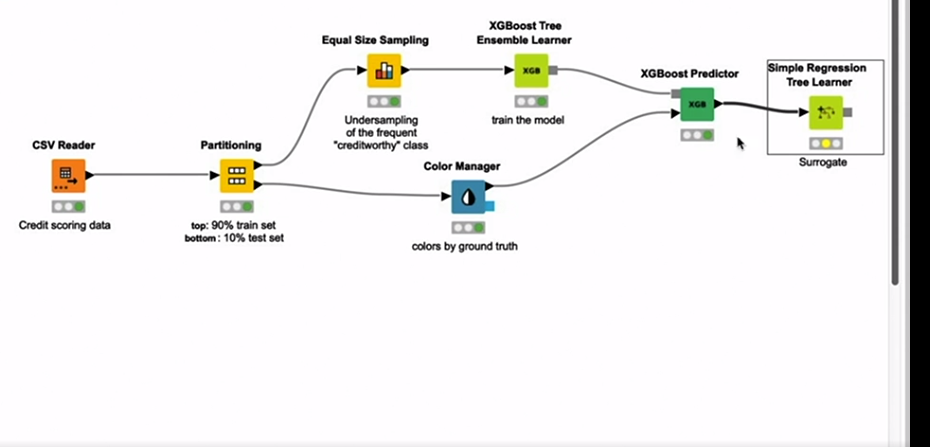 XGBoost Tree
Ensemble Learner
Equal Size Sampling
XGB
Undersampling
of the frequent
"creditworthy" class
train the model
XGBoost Predictor
XGB
Simple Regression
Tree Learner
Surrogate
CSV Reader
Credit scoring data
Partitioning
top: 90% train set
bottom : 10% test set
Color Manager
colors by ground truth